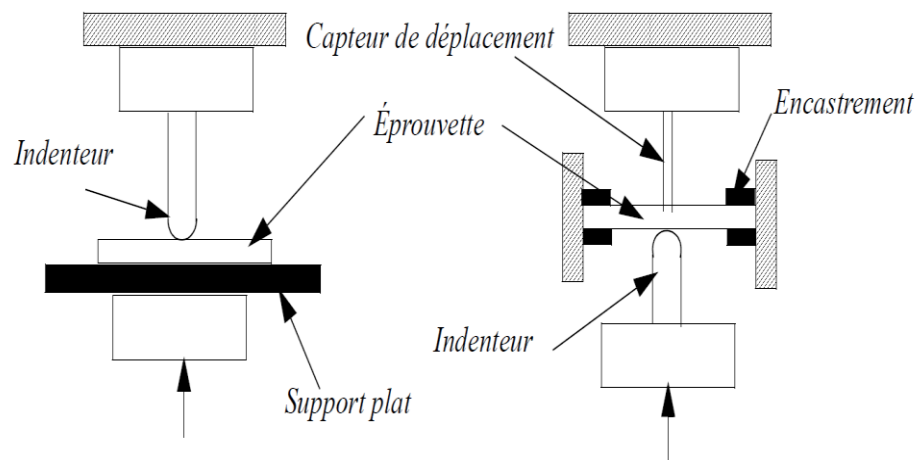 Capteur de déplacement
Encastrement
Éprouvette
Indenteur
Indenteur
Support plat